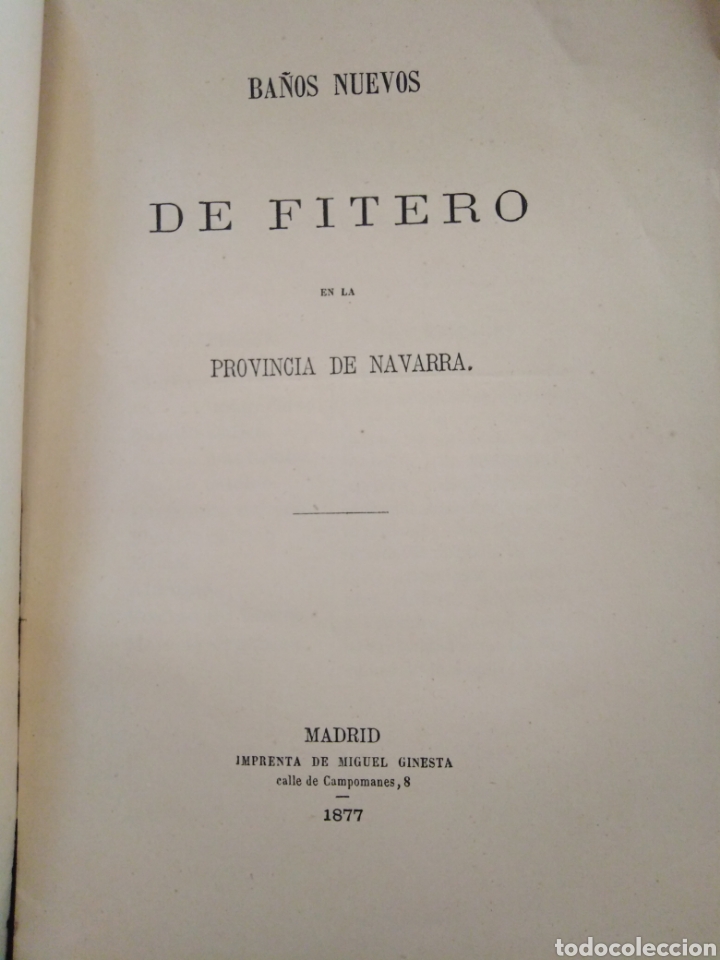 BAÑOS NUEVOS
DE FITERO
EN LA
PROVINCIA DE NAVARRA.
MADRID
IMPRENTA DE MIGUEL GINESTA
calle de Campomanes, 8
1877
todocoleccion